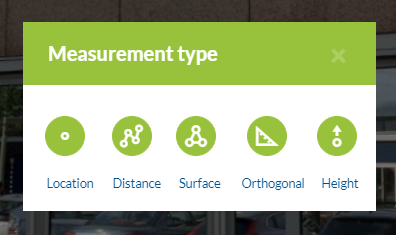 Measurement type
Location Distance Surface Orthogonal Height